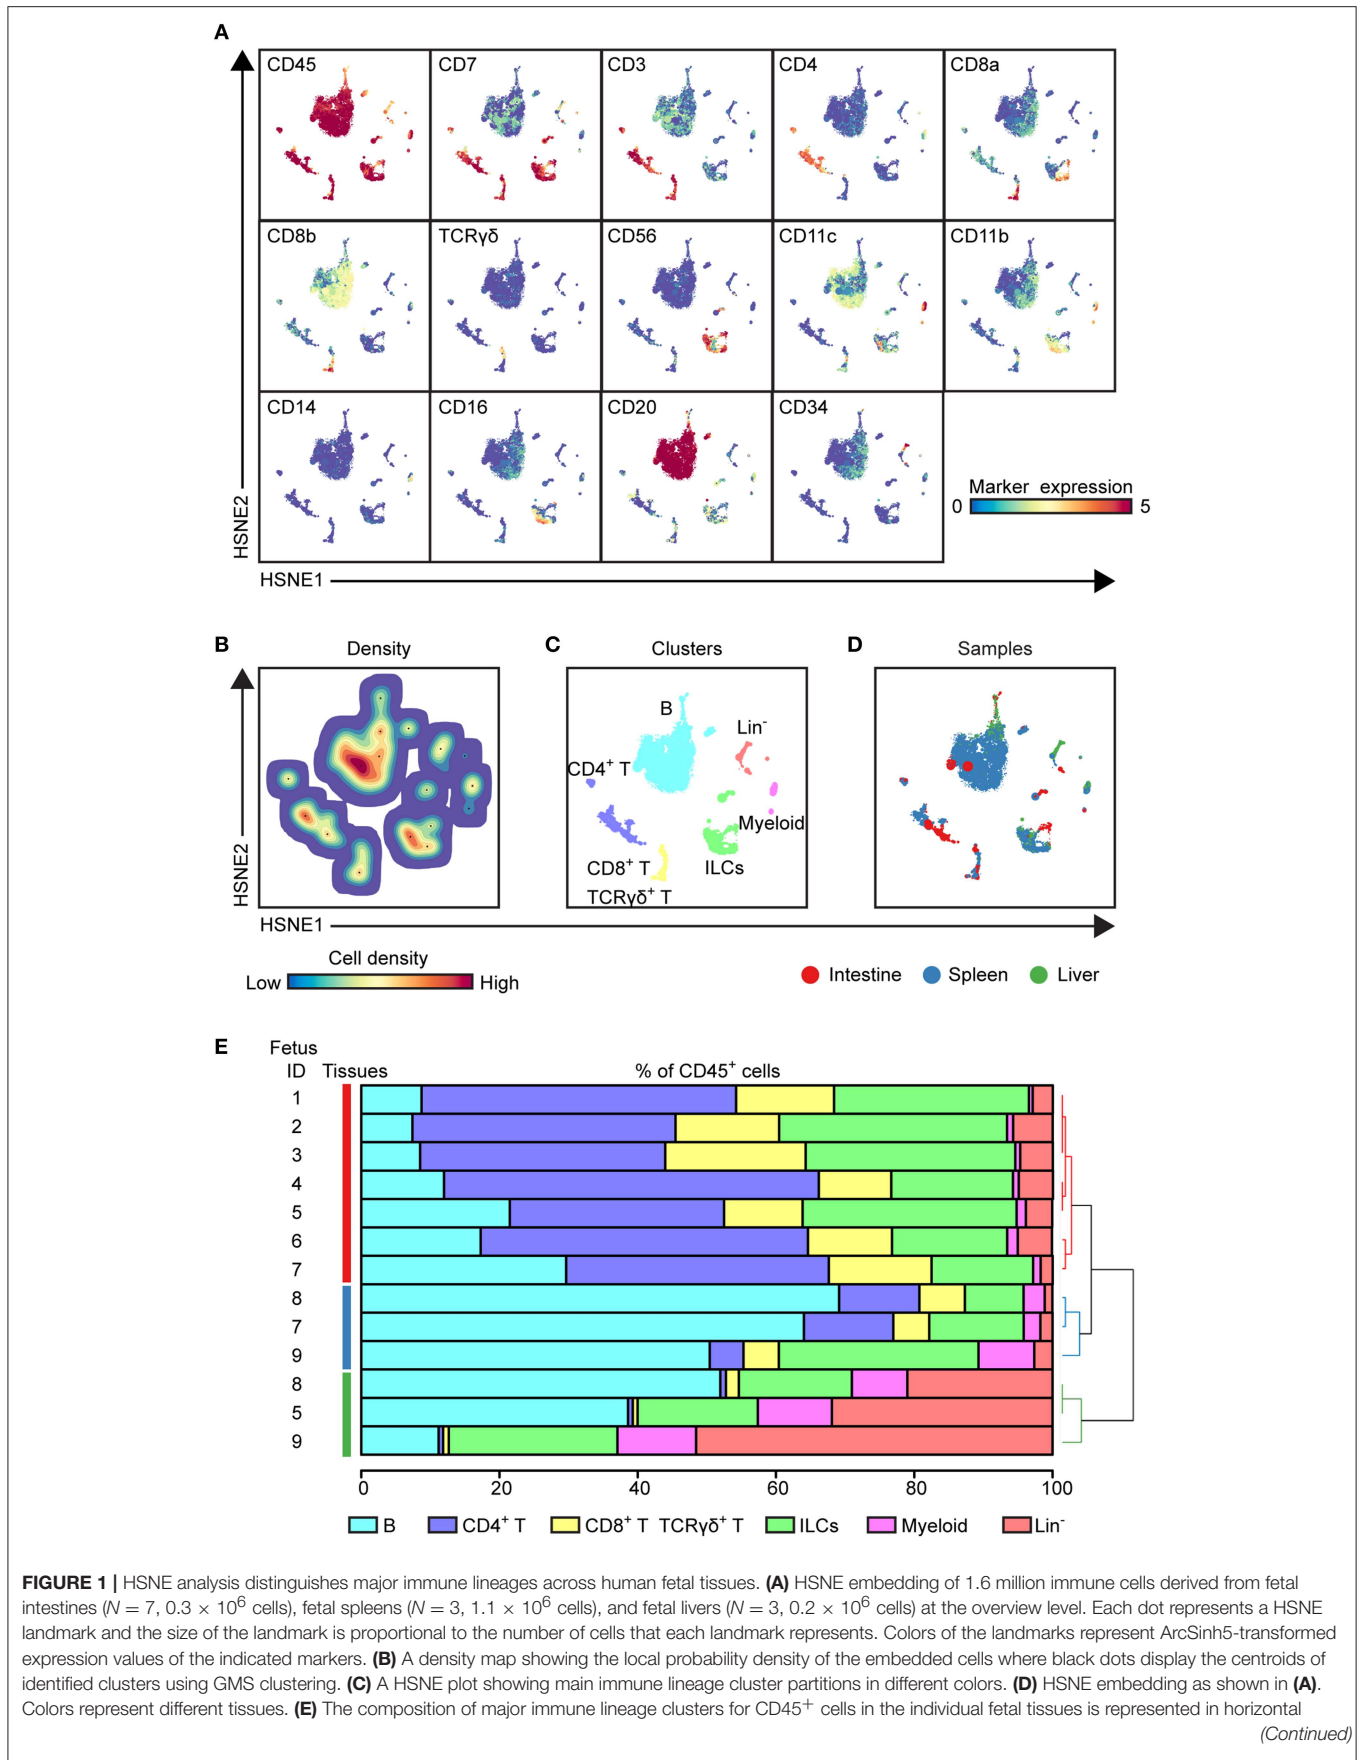 A
CD45
CD7
CD3
CD4
CD8a
CD8b
TCRγδ
CD56
CD11c
CD11b
CD14
CD16
CD20
CD34
Marker expression
0 5
HSNE2
HSNE1
B
Density
C
Clusters
D
Samples
B
Lin⁻
CD4⁺ T
Myeloid
CD8⁺ T
ILCs
TCRγδ⁺ T
HSNE2
HSNE1
Cell density
Low High
Intestine Spleen Liver
E
Fetus
ID Tissues % of CD45⁺ cells
1
2
3
4
5
6
7
8
7
9
8
5
9
0 20 40 60 80 100
B CD4⁺ T CD8⁺ T TCRγδ⁺ T ILCs Myeloid Lin⁻
FIGURE 1 | HSNE analysis distinguishes major immune lineages across human fetal tissues. (A) HSNE embedding of 1.6 million immune cells derived from fetal
intestines (N = 7, 0.3 × 10⁶ cells), fetal spleens (N = 3, 1.1 × 10⁶ cells), and fetal livers (N = 3, 0.2 × 10⁶ cells) at the overview level. Each dot represents a HSNE
landmark and the size of the landmark is proportional to the number of cells that each landmark represents. Colors of the landmarks represent ArcSinh5-transformed
expression values of the indicated markers. (B) A density map showing the local probability density of the embedded cells where black dots display the centroids of
identified clusters using GMS clustering. (C) A HSNE plot showing main immune lineage cluster partitions in different colors. (D) HSNE embedding as shown in (A).
Colors represent different tissues. (E) The composition of major immune lineage clusters for CD45⁺ cells in the individual fetal tissues is represented in horizontal
(Continued)